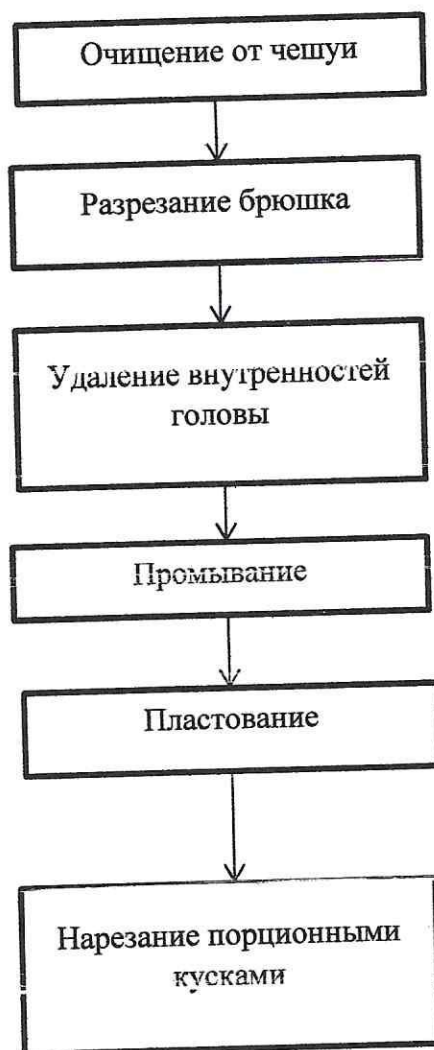 Очищение от чешуи
Разрезание брюшка
Удаление внутренностей
головы
Промывание
Пластование
Нарезание порционными
кусками